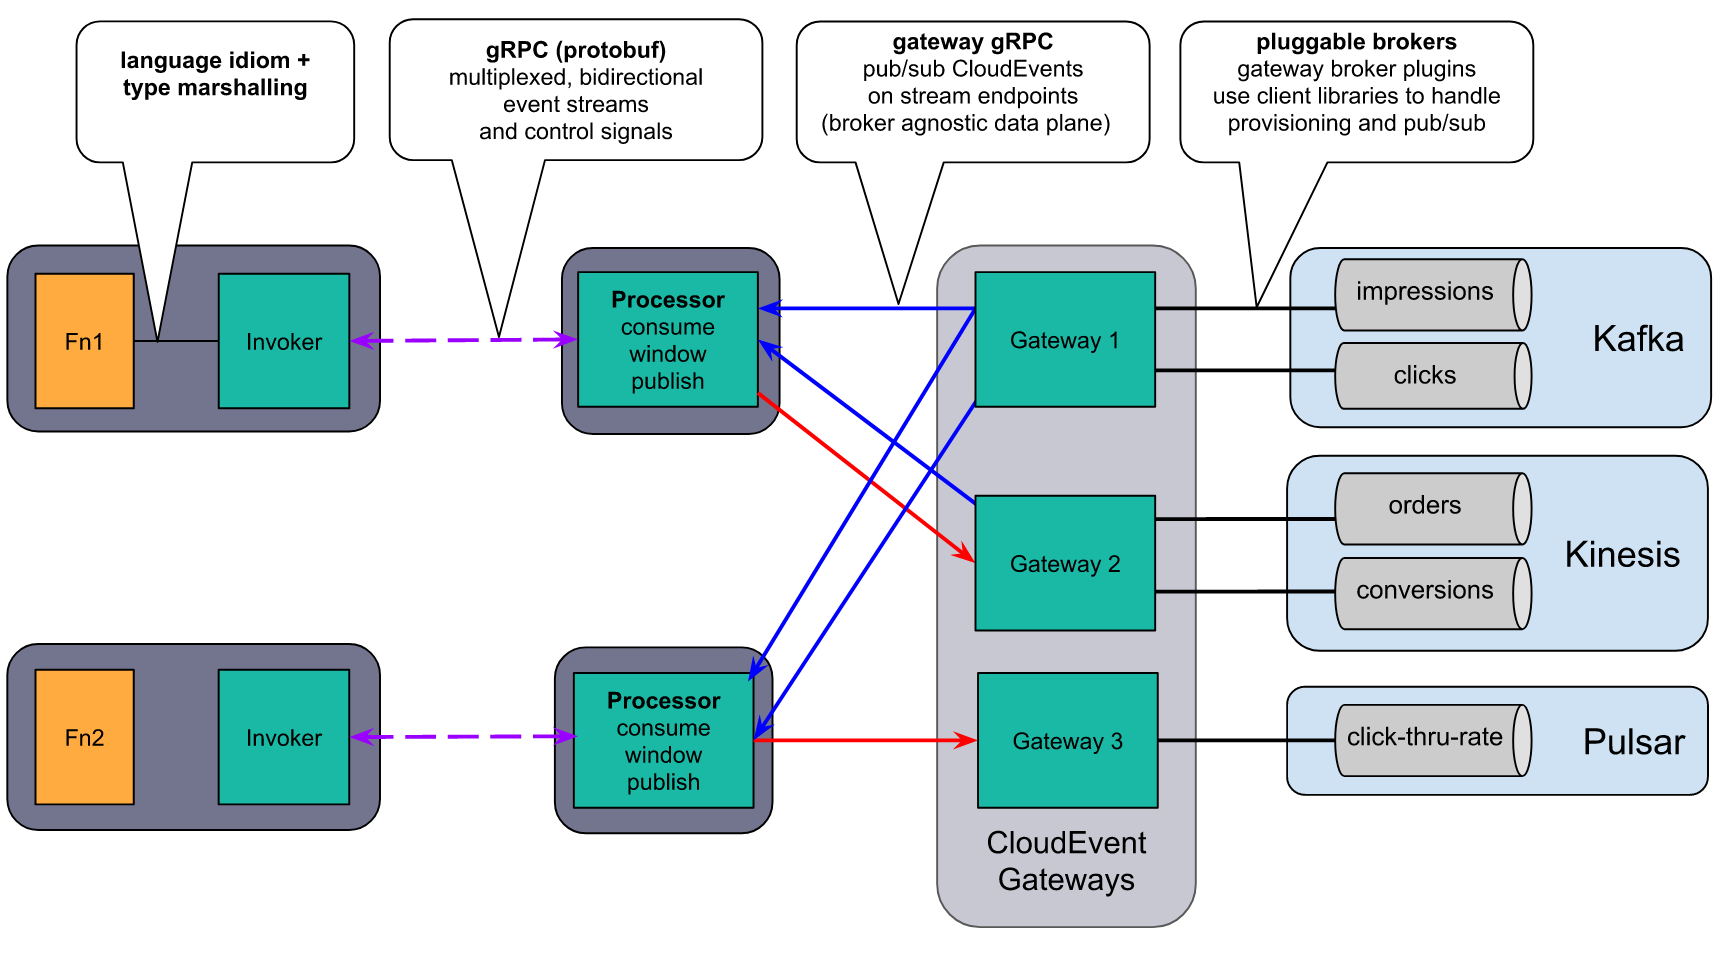 language idiom +
type marshalling
gRPC (protobuf)
multiplexed, bidirectional
event streams
and control signals
gateway gRPC
pub/sub CloudEvents
on stream endpoints
(broker agnostic data plane)
pluggable brokers
gateway broker plugins
use client libraries to handle
provisioning and pub/sub
Fn1
Invoker
Processor
consume
window
publish
Gateway 1
impressions
clicks
Kafka
Gateway 2
orders
conversions
Kinesis
Fn2
Invoker
Processor
consume
window
publish
Gateway 3
click-thru-rate
Pulsar
CloudEvent
Gateways